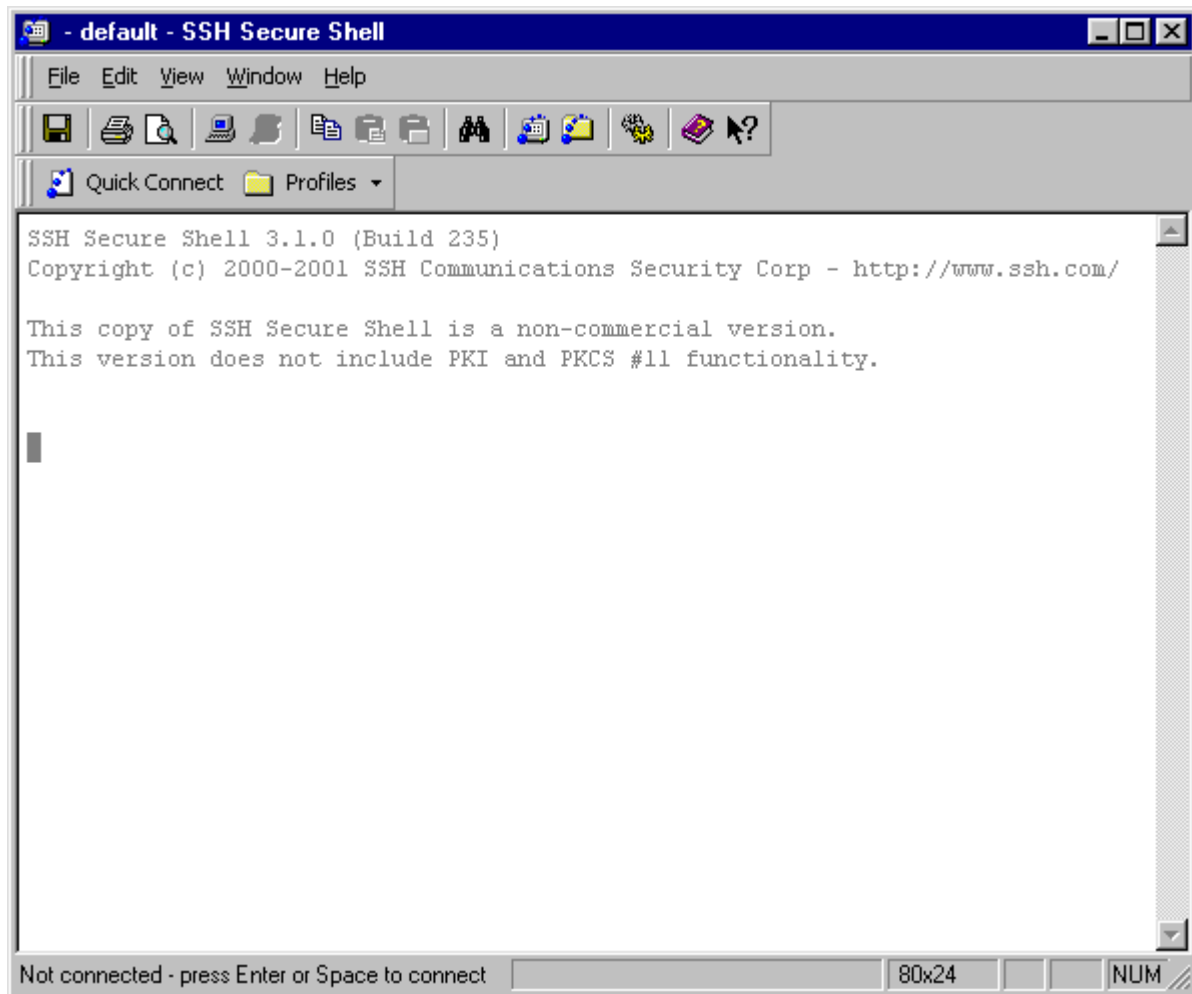 - default - SSH Secure Shell
File Edit View Window Help
Quick Connect Profiles
SSH Secure Shell 3.1.0 (Build 235)
Copyright (c) 2000-2001 SSH Communications Security Corp - http://www.ssh.com/
This copy of SSH Secure Shell is a non-commercial version.
This version does not include PKI and PKCS #11 functionality.
Not connected - press Enter or Space to connect 80x24 NUM